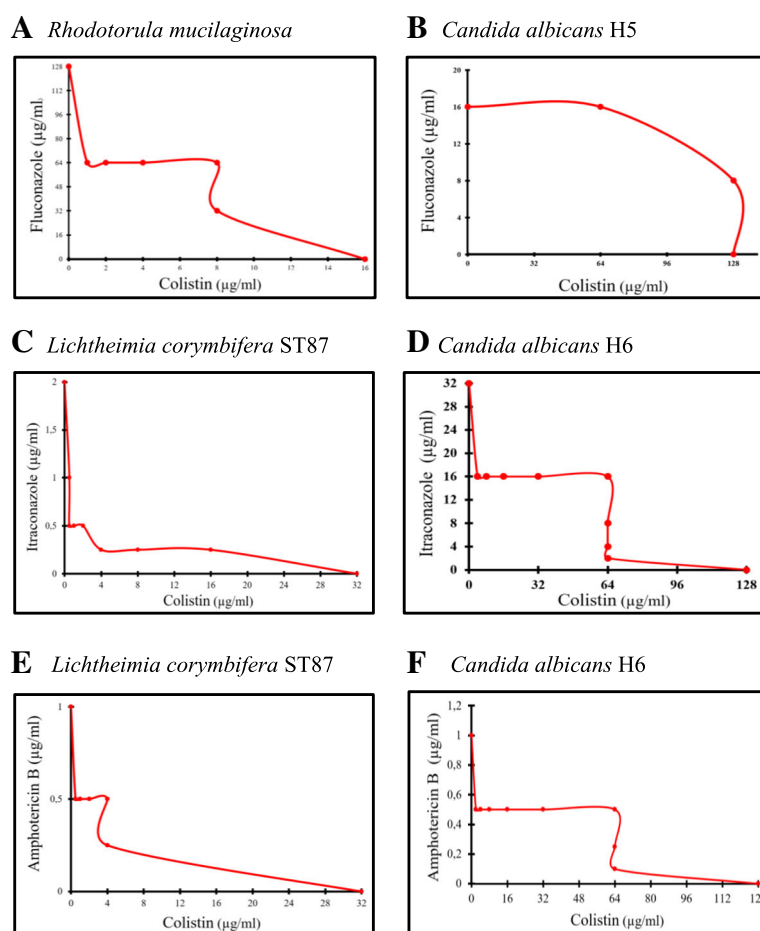 A Rhodotorula mucilaginosa
B Candida albicans H5
128
112
96
80
64
48
32
16
0
Fluconazole (µg/ml)
0 2 4 6 8 10 12 14 16
Colistin (µg/ml)
20
16
12
8
4
0
Fluconazole (µg/ml)
0 32 64 96 128
Colistin (µg/ml)
C Lichtheimia corymbifera ST87
D Candida albicans H6
2
1,5
1
0,5
0
Itraconazole (µg/ml)
0 4 8 12 16 20 24 28 32
Colistin (µg/ml)
32
28
24
20
16
12
8
4
0
Itraconazole (µg/ml)
0 32 64 96 128
Colistin (µg/ml)
E Lichtheimia corymbifera ST87
F Candida albicans H6
1
0,5
0
Amphotericin B (µg/ml)
0 4 8 12 16 20 24 28 32
Colistin (µg/ml)
1,2
1
0,8
0,6
0,4
0,2
0
Amphotericin B (µg/ml)
0 16 32 48 64 80 96 112
Colistin (µg/ml)